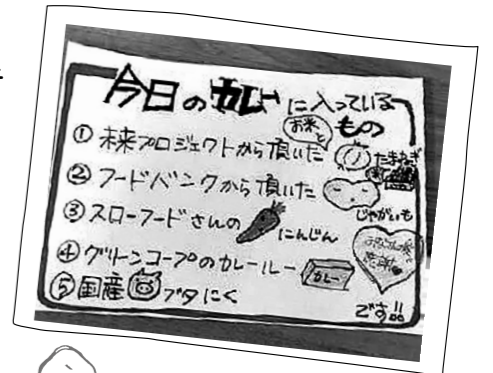 今日のカレーに入っているもの
① 未来プロジェクトから頂いたお米とたまねぎ
② フードバンクから頂いたじゃがいも
③ スローフードさんのにんじん
④ グリーンコープのカレールー
カレー
⑤ 国産ブタにく
です!!